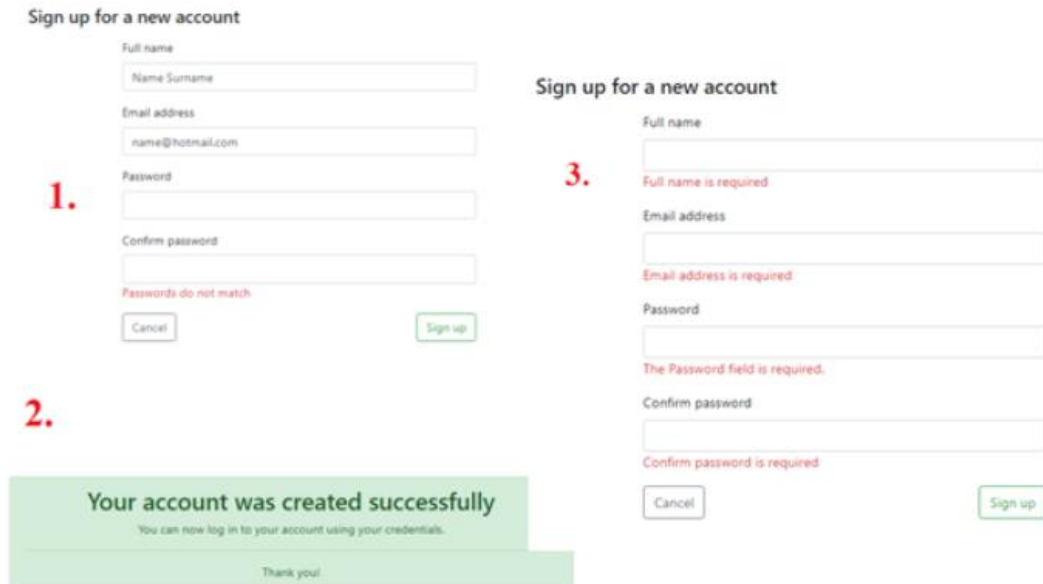 Sign up for a new account
Full name
Name Surname
Email address
name@hotmail.com
1.
Password
Confirm password
Passwords do not match
Cancel
Sign up
2.
Your account was created successfully
You can now log in to your account using your credentials.
Thank you!
Sign up for a new account
Full name
3.
Full name is required
Email address
Email address is required
Password
The Password field is required.
Confirm password
Confirm password is required
Cancel
Sign up